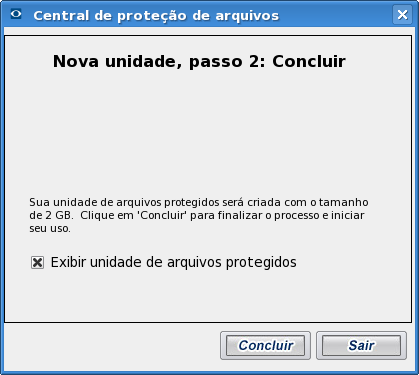 Central de proteção de arquivos
Nova unidade, passo 2: Concluir
Sua unidade de arquivos protegidos será criada com o tamanho
de 2 GB.  Clique em 'Concluir' para finalizar o processo e iniciar
seu uso.
Exibir unidade de arquivos protegidos
Concluir
Sair